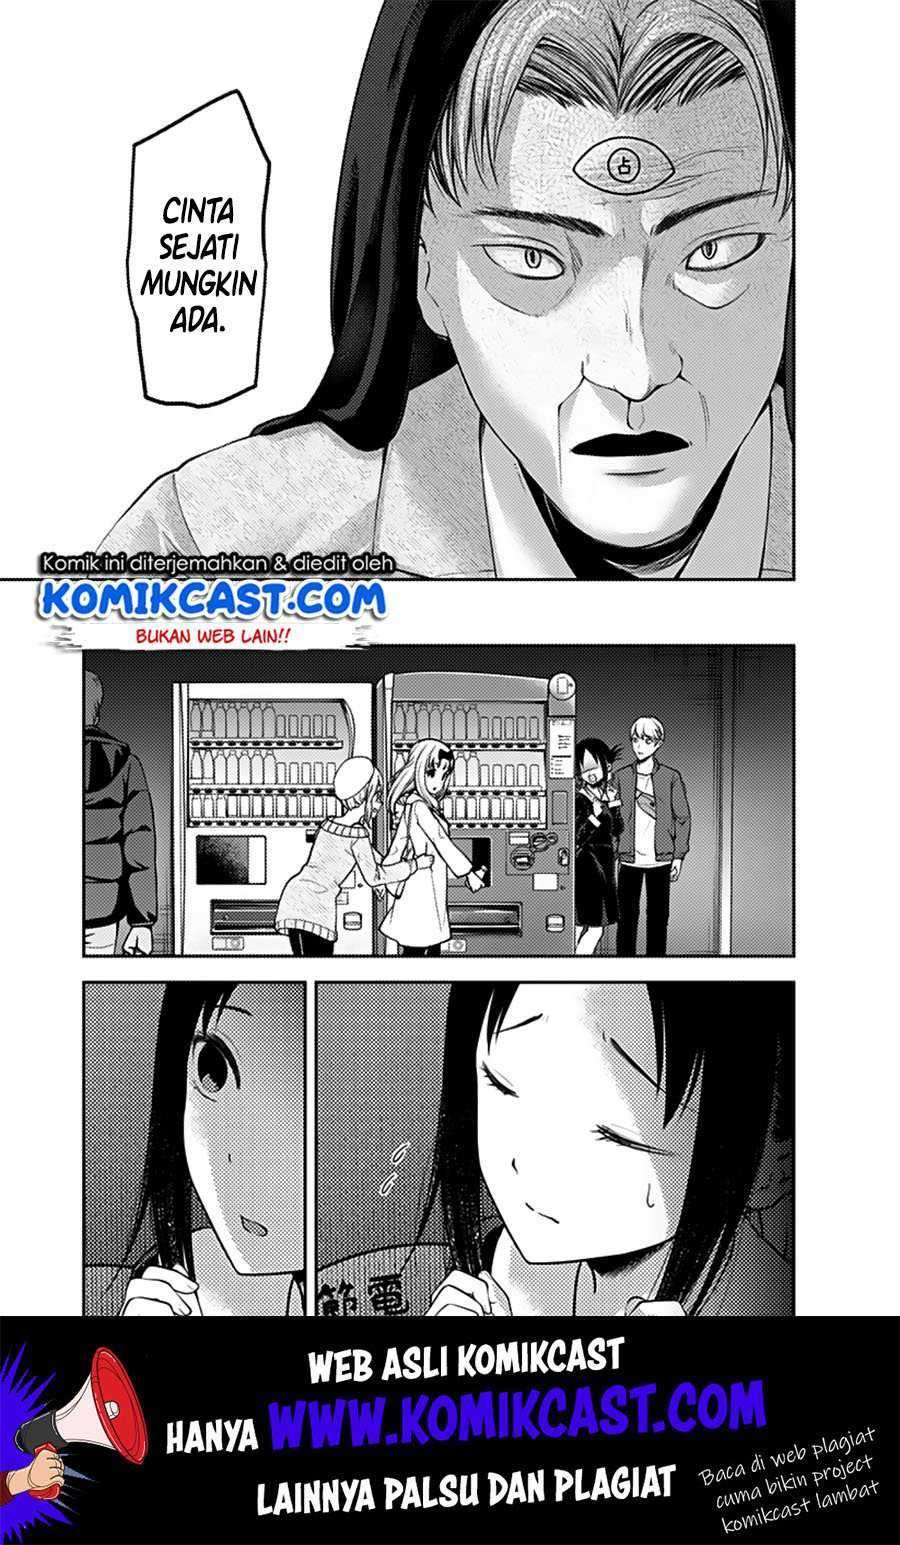 占
CINTA
SEJATI
MUNGKIN
ADA.
Komik ini diterjemahkan & diedit oleh
KOMIKCAST.COM
BUKAN WEB LAIN!!
節電
WEB ASLI KOMIKCAST
HANYA WWW.KOMIKCAST.COM
LAINNYA PALSU DAN PLAGIAT
Baca di web plagiat
cuma bikin project
komikcast lambat